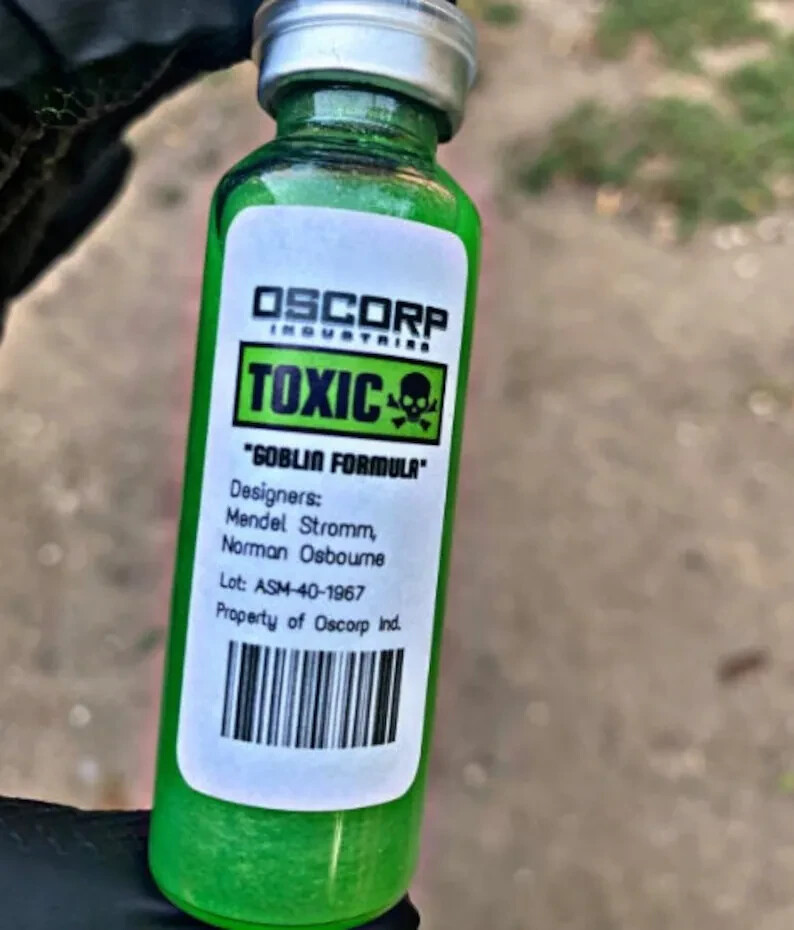 OSCORP
INDUSTRIES
TOXIC
"GOBLIN FORMULA"
Designers:
Mendel Stromm,
Norman Osbourne
Lot: ASM-40-1967
Property of Oscorp Ind.